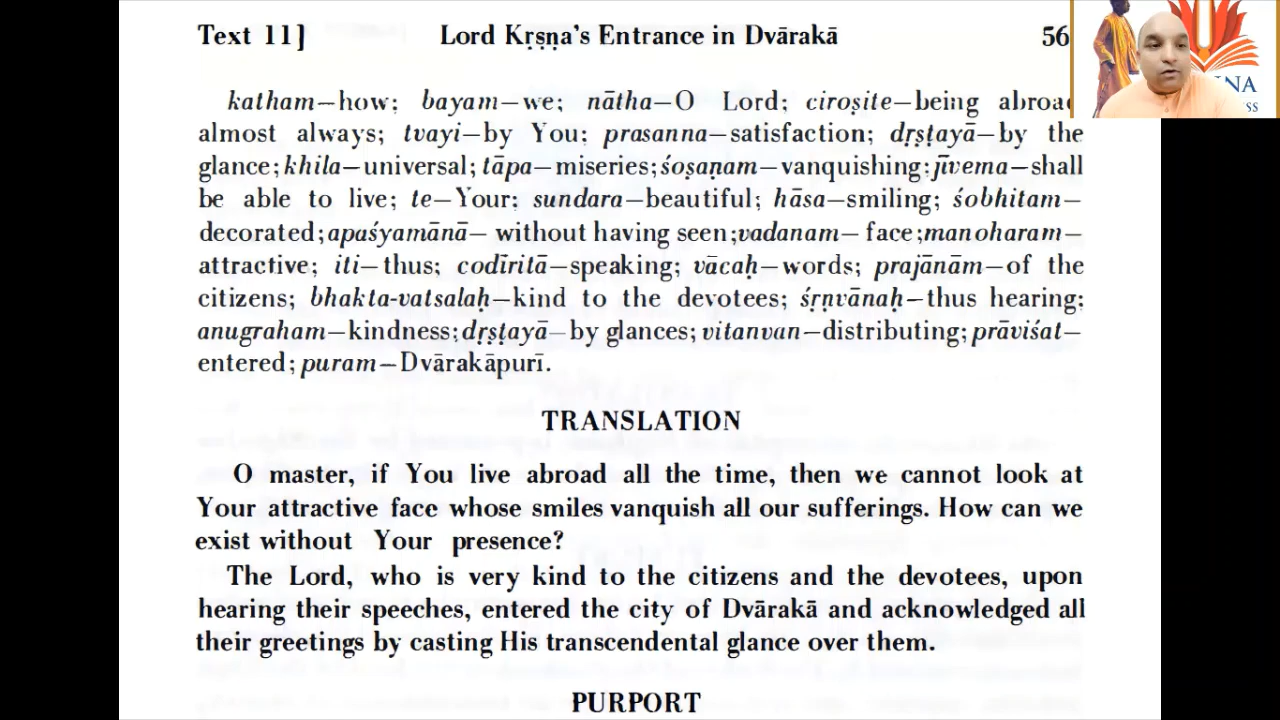 Text 11] Lord Kṛṣṇa's Entrance in Dvārakā 56
katham—how; bayam—we; nātha—O Lord; ciroṣite—being abroad
almost always; tvayi—by You; prasanna—satisfaction; dṛṣṭayā—by the
glance; khila—universal; tāpa—miseries; śoṣaṇam—vanquishing; jīvema—shall
be able to live; te—Your; sundara—beautiful; hāsa—smiling; śobhitam—
decorated; apaśyamānā— without having seen; vadanam— face; manoharam—
attractive; iti—thus; codīritā—speaking; vācaḥ—words; prajānām—of the
citizens; bhakta-vatsalaḥ—kind to the devotees; śṛṇvānaḥ—thus hearing;
anugraham—kindness; dṛṣṭayā—by glances; vitanvan—distributing; prāviśat—
entered; puram—Dvārakāpurī.
TRANSLATION
O master, if You live abroad all the time, then we cannot look at
Your attractive face whose smiles vanquish all our sufferings. How can we
exist without Your presence?
The Lord, who is very kind to the citizens and the devotees, upon
hearing their speeches, entered the city of Dvārakā and acknowledged all
their greetings by casting His transcendental glance over them.
PURPORT